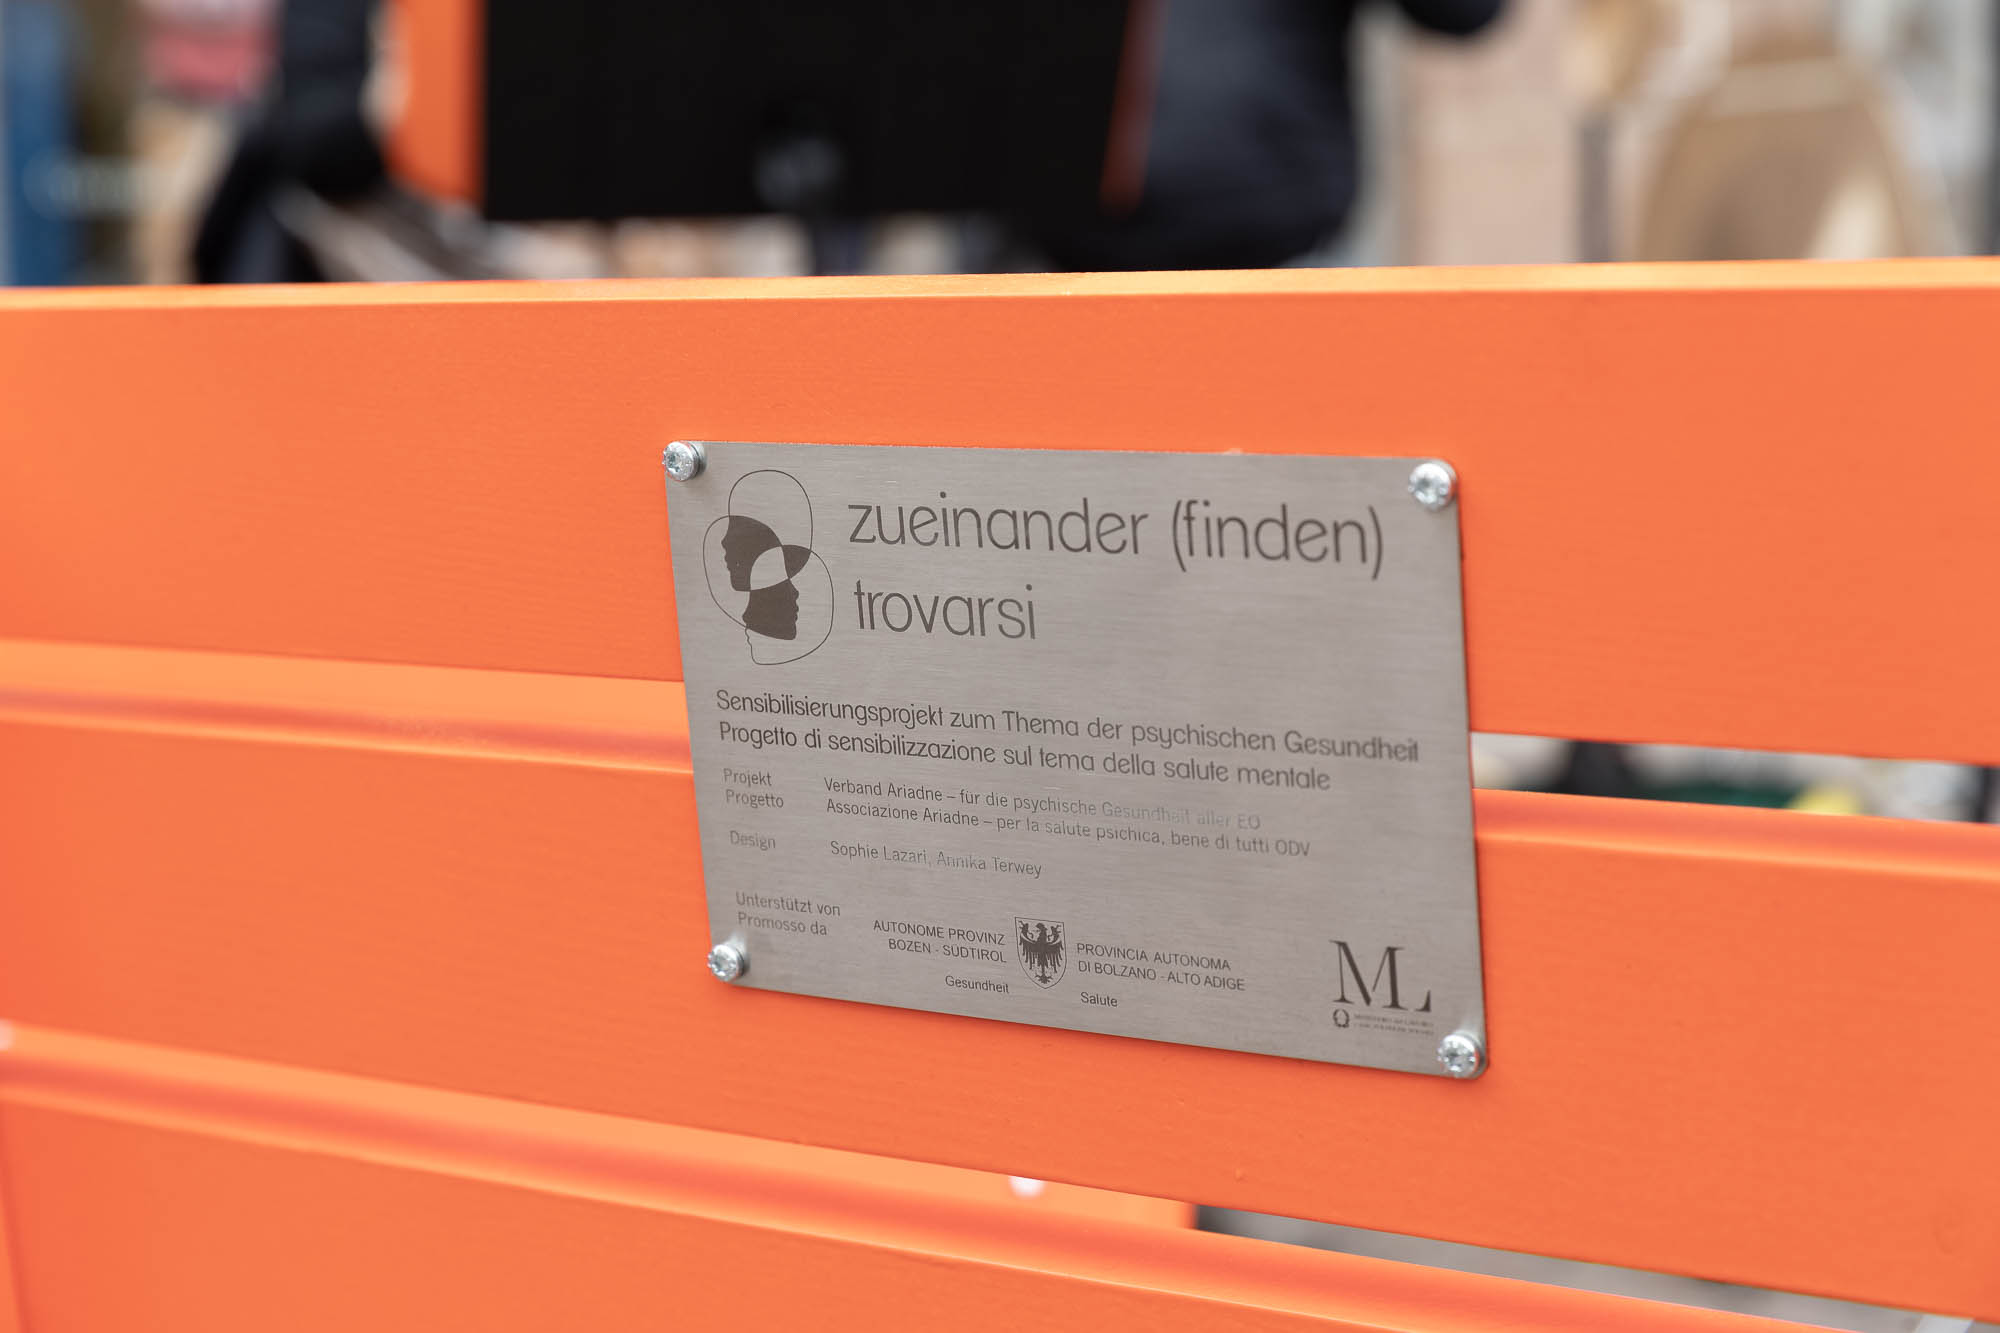 zueinander (finden)
trovarsi
Sensibilisierungsprojekt zum Thema der psychischen Gesundheit
Progetto di sensibilizzazione sul tema della salute mentale
Projekt Verband Ariadne – für die psychische Gesundheit aller EO
Progetto Associazione Ariadne – per la salute psichica, bene di tutti ODV
Design Sophie Lazari, Annika Terwey
Unterstützt von
Promosso da
AUTONOME PROVINZ
BOZEN - SÜDTIROL
Gesundheit
PROVINCIA AUTONOMA
DI BOLZANO - ALTO ADIGE
Salute
ML